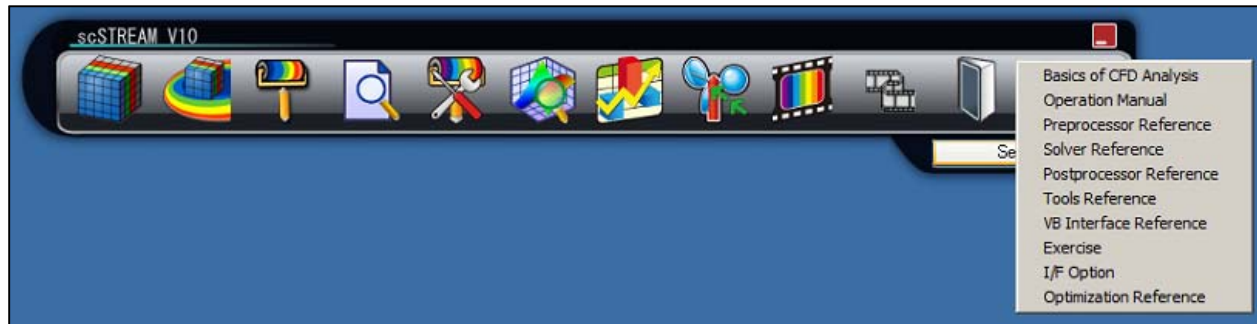 scSTREAM V10
Basics of CFD Analysis
Operation Manual
Preprocessor Reference
Solver Reference
Se
Postprocessor Reference
Tools Reference
VB Interface Reference
Exercise
I/F Option
Optimization Reference